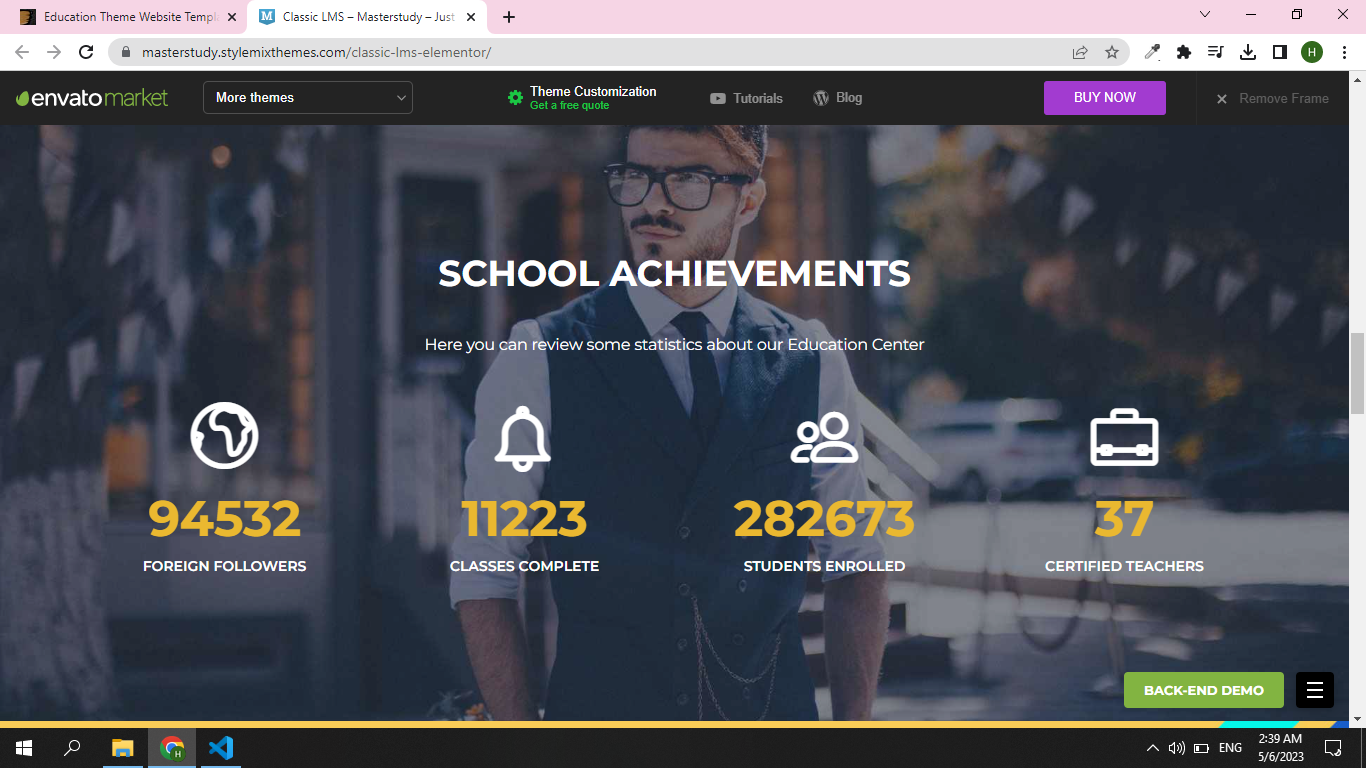 Education Theme Website Templ
Classic LMS – Masterstudy – Just
masterstudy.stylemixthemes.com/classic-lms-elementor/
H
envato market
More themes
Theme Customization
Get a free quote
Tutorials
Blog
BUY NOW
Remove Frame
SCHOOL ACHIEVEMENTS
Here you can review some statistics about our Education Center
94532
11223
282673
37
FOREIGN FOLLOWERS
CLASSES COMPLETE
STUDENTS ENROLLED
CERTIFIED TEACHERS
BACK-END DEMO
H
ENG
2:39 AM
5/6/2023